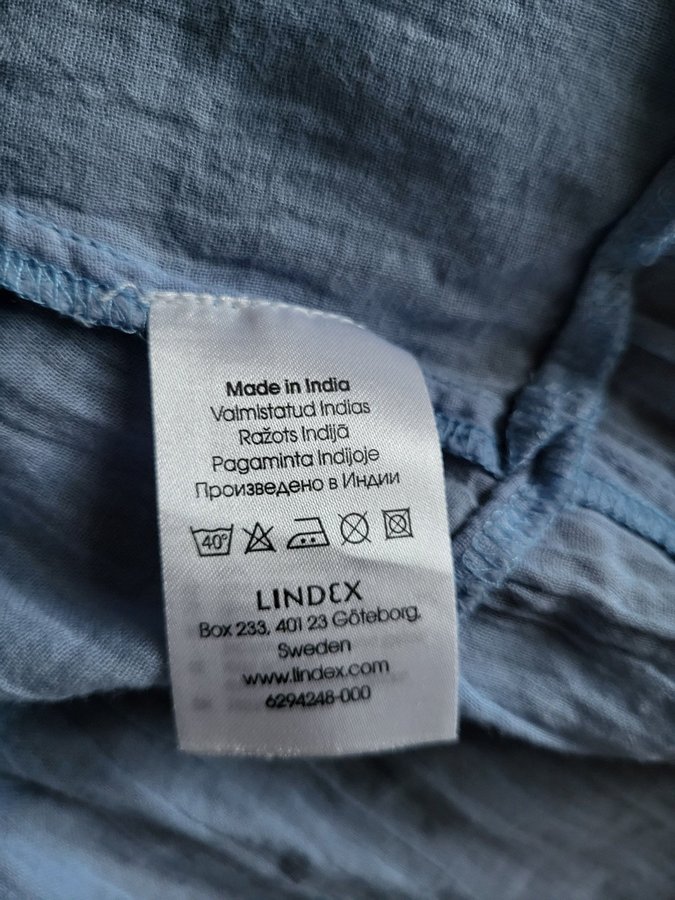 Made in India
Valmistatud Indias
Ražots Indijā
Pagaminta Indijoje
Произведено в Индии
40°
LINDEX
Box 233, 401 23 Göteborg,
Sweden
www.lindex.com
6294248-000